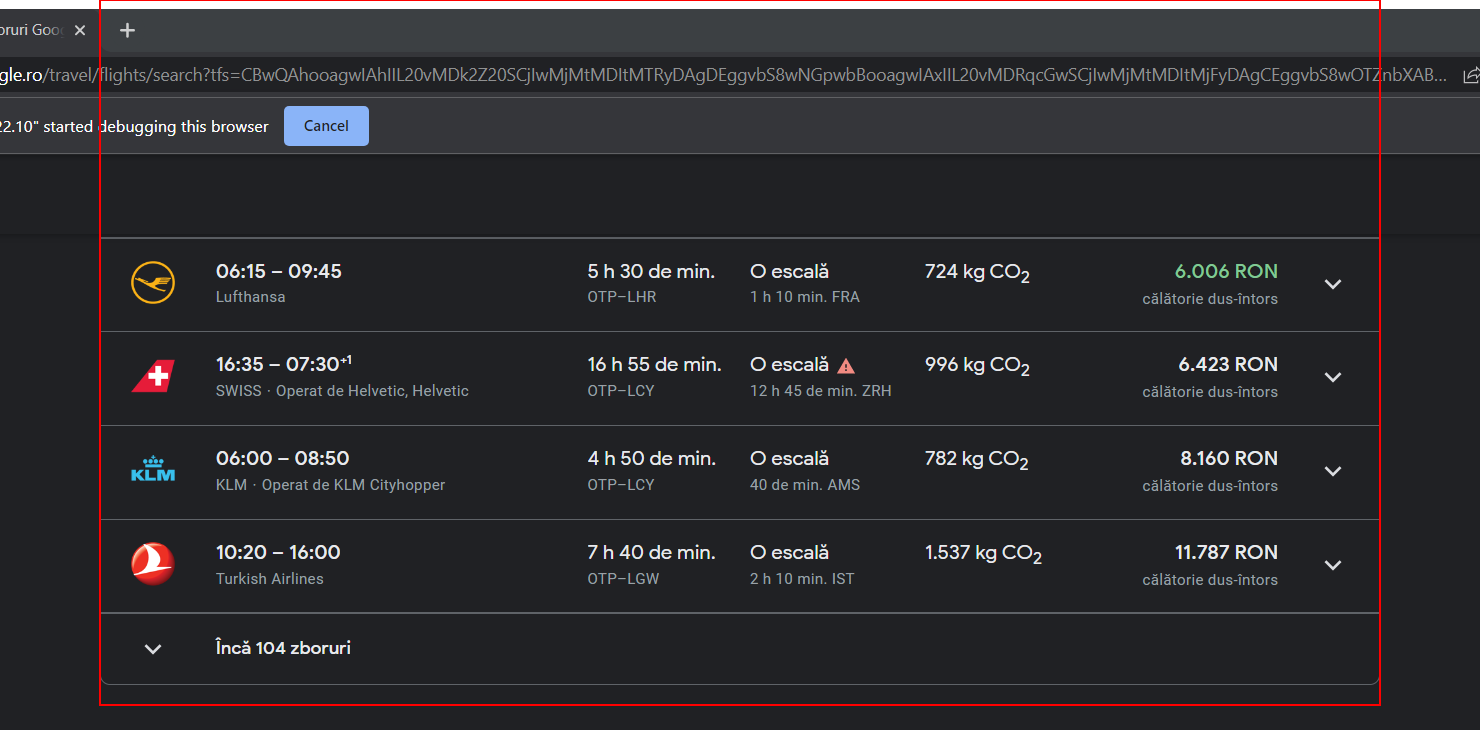 oruri Goog
gle.ro/travel/flights/search?tfs=CBwQAhooagwIAhIIL20vMDk2Z20SCjIwMjMtMDItMTRyDAgDEggvbS8wNGpwbBooagwIAxIIL20vMDRqcGwSCjIwMjMtMDItMjFyDAgCEggvbS8wOTZnbXAB...
22.10" started debugging this browser Cancel
06:15 – 09:45 5 h 30 de min. O escală 724 kg CO2 6.006 RON
Lufthansa OTP–LHR 1 h 10 min. FRA călătorie dus-întors
16:35 – 07:30+1 16 h 55 de min. O escală 996 kg CO2 6.423 RON
SWISS · Operat de Helvetic, Helvetic OTP–LCY 12 h 45 de min. ZRH călătorie dus-întors
06:00 – 08:50 4 h 50 de min. O escală 782 kg CO2 8.160 RON
KLM KLM · Operat de KLM Cityhopper OTP–LCY 40 de min. AMS călătorie dus-întors
10:20 – 16:00 7 h 40 de min. O escală 1.537 kg CO2 11.787 RON
Turkish Airlines OTP–LGW 2 h 10 min. IST călătorie dus-întors
Încă 104 zboruri